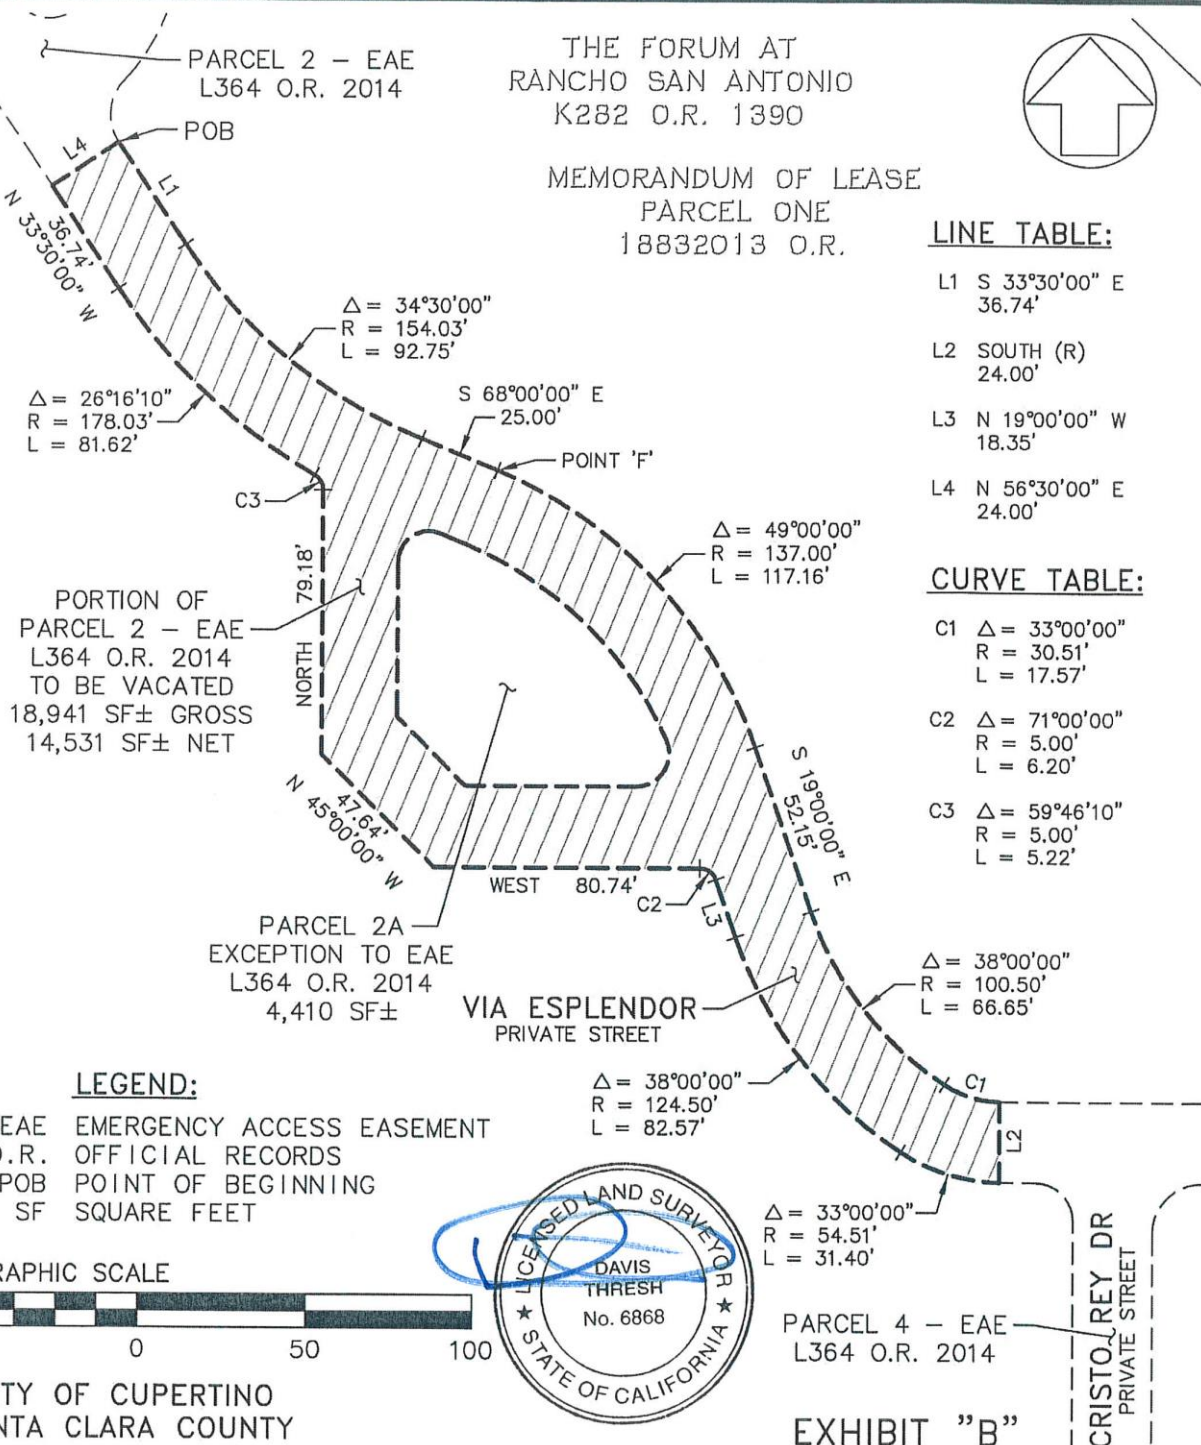 PARCEL 2 - EAE
L364 O.R. 2014
POB
THE FORUM AT
RANCHO SAN ANTONIO
K282 O.R. 1390
MEMORANDUM OF LEASE
PARCEL ONE
18832013 O.R.
L4
L1
36.74'
N 33°30'00" W
Δ = 34°30'00"
R = 154.03'
L = 92.75'
Δ = 26°16'10"
R = 178.03'
L = 81.62'
S 68°00'00" E
25.00'
POINT 'F'
C3
Δ = 49°00'00"
R = 137.00'
L = 117.16'
LINE TABLE:
L1 S 33°30'00" E
36.74'
L2 SOUTH (R)
24.00'
L3 N 19°00'00" W
18.35'
L4 N 56°30'00" E
24.00'
CURVE TABLE:
C1 Δ = 33°00'00"
R = 30.51'
L = 17.57'
C2 Δ = 71°00'00"
R = 5.00'
L = 6.20'
C3 Δ = 59°46'10"
R = 5.00'
L = 5.22'
PORTION OF
PARCEL 2 - EAE
L364 O.R. 2014
TO BE VACATED
18,941 SF± GROSS
14,531 SF± NET
NORTH 79.18'
47.64'
N 45°00'00" W
WEST 80.74'
C2
L3
S 19°00'00" E
52.15'
PARCEL 2A
EXCEPTION TO EAE
L364 O.R. 2014
4,410 SF±
VIA ESPLENDOR
PRIVATE STREET
Δ = 38°00'00"
R = 100.50'
L = 66.65'
C1
L2
Δ = 38°00'00"
R = 124.50'
L = 82.57'
Δ = 33°00'00"
R = 54.51'
L = 31.40'
LEGEND:
EAE EMERGENCY ACCESS EASEMENT
O.R. OFFICIAL RECORDS
POB POINT OF BEGINNING
SF SQUARE FEET
RAPHIC SCALE
0 50 100
LICENSED LAND SURVEYOR
DAVIS
THRESH
No. 6868
STATE OF CALIFORNIA
PARCEL 4 - EAE
L364 O.R. 2014
CRISTO REY DR
PRIVATE STREET
TY OF CUPERTINO
NTA CLARA COUNTY
EXHIBIT "B"